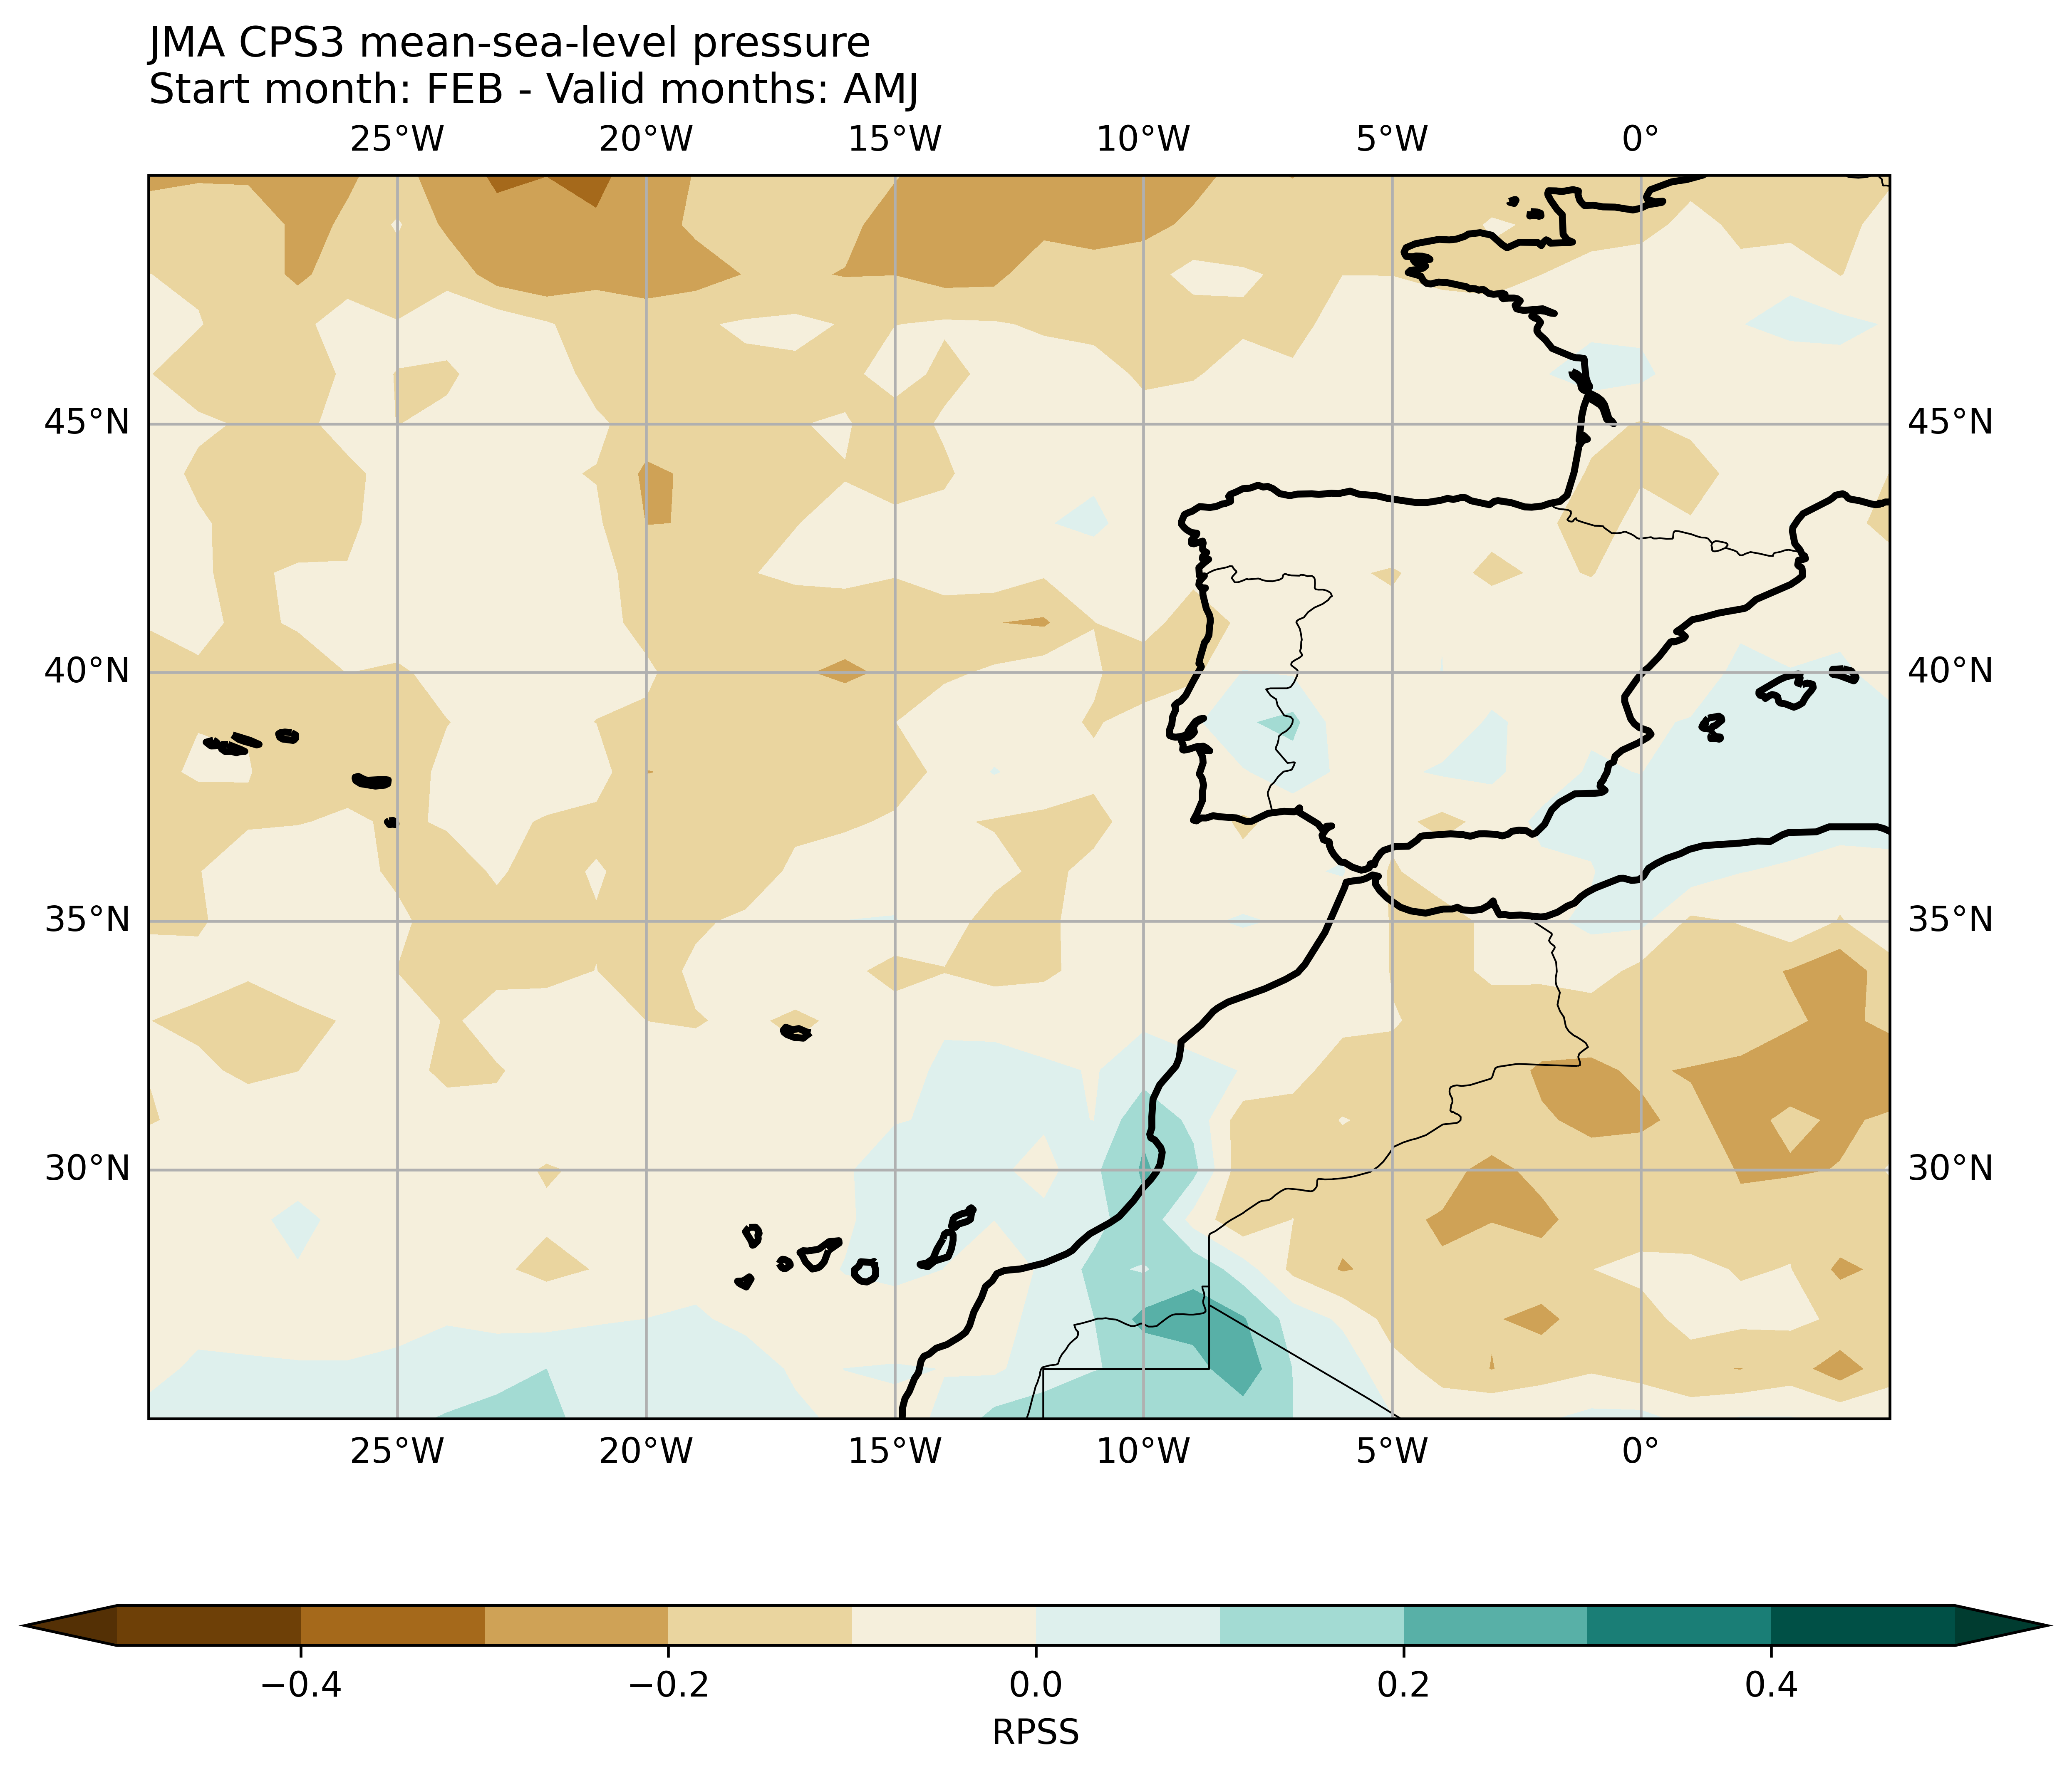 JMA CPS3 mean-sea-level pressure
Start month: FEB - Valid months: AMJ
25°W 20°W 15°W 10°W 5°W 0°
45°N 45°N
40°N 40°N
35°N 35°N
30°N 30°N
25°W 20°W 15°W 10°W 5°W 0°
−0.4 −0.2 0.0 0.2 0.4
RPSS